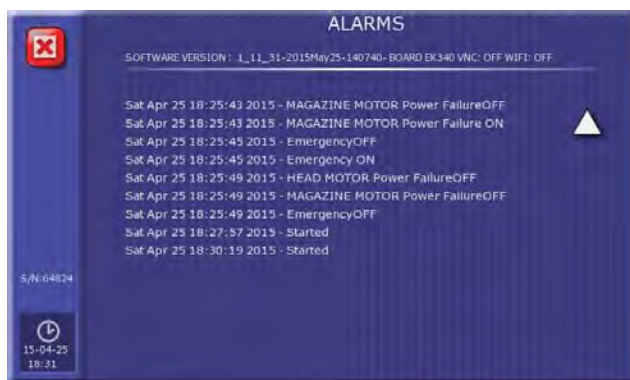 ALARMS
SOFTWARE VERSION : 1_11_31-2015May25-140740- BOARD EK340 VNC: OFF WIFI: OFF
Sat Apr 25 18:25:43 2015 - MAGAZINE MOTOR Power FailureOFF
Sat Apr 25 18:25:43 2015 - MAGAZINE MOTOR Power Failure ON
Sat Apr 25 18:25:45 2015 - EmergencyOFF
Sat Apr 25 18:25:45 2015 - Emergency ON
Sat Apr 25 18:25:49 2015 - HEAD MOTOR Power FailureOFF
Sat Apr 25 18:25:49 2015 - MAGAZINE MOTOR Power FailureOFF
Sat Apr 25 18:25:49 2015 - EmergencyOFF
Sat Apr 25 18:27:57 2015 - Started
Sat Apr 25 18:30:19 2015 - Started
S/N:64824
15-04-25
18:31